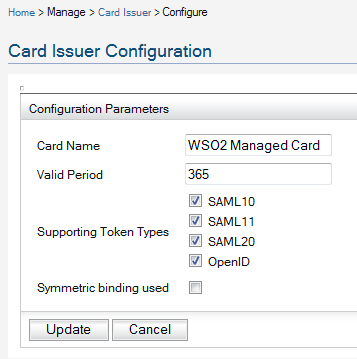 Home > Manage > Card Issuer > Configure
Card Issuer Configuration
Configuration Parameters
Card Name WSO2 Managed Card
Valid Period 365
Supporting Token Types
SAML10
SAML11
SAML20
OpenID
Symmetric binding used
Update Cancel